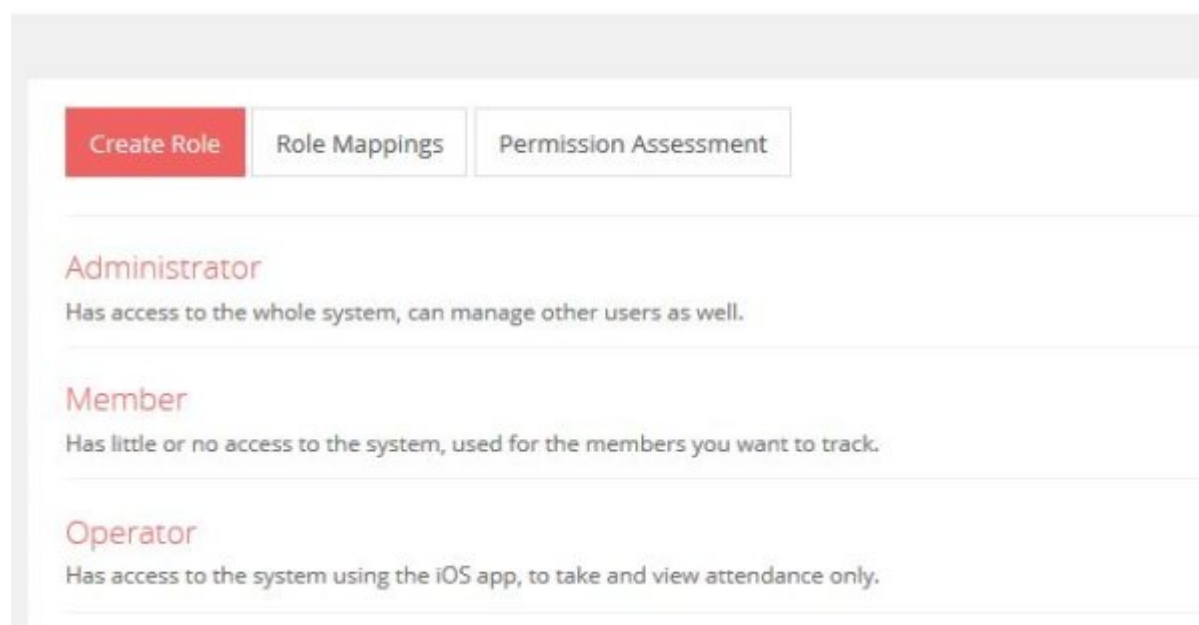 Create Role Role Mappings Permission Assessment
Administrator
Has access to the whole system, can manage other users as well.
Member
Has little or no access to the system, used for the members you want to track.
Operator
Has access to the system using the iOS app, to take and view attendance only.